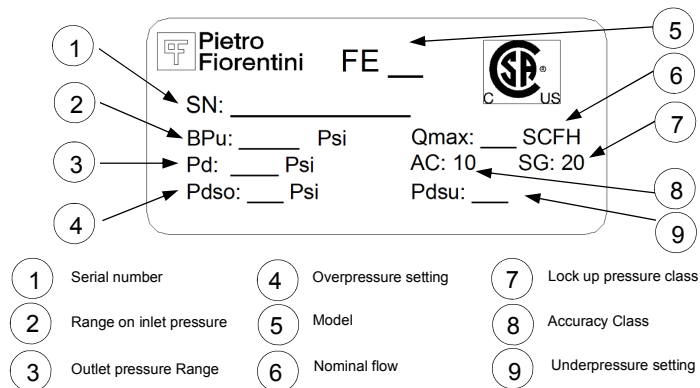 Pietro
Fiorentini
FE __
CSA ®
C US
SN: ____________
BPu: ____ Psi
Qmax: ___ SCFH
Pd: ____ Psi
AC: 10 SG: 20
Pdso: ___ Psi
Pdsu: ___
1
2
3
4
5
6
7
8
9
1 Serial number
4 Overpressure setting
7 Lock up pressure class
2 Range on inlet pressure
5 Model
8 Accuracy Class
3 Outlet pressure Range
6 Nominal flow
9 Underpressure setting